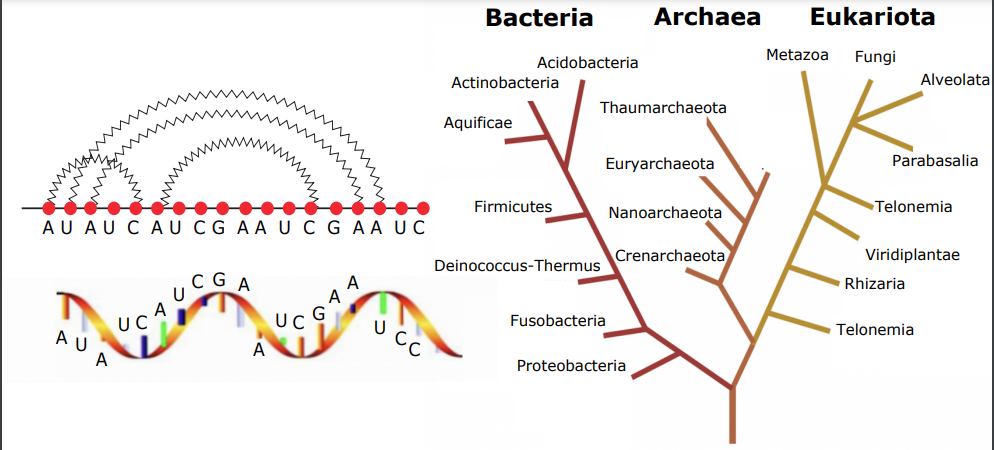 Bacteria
Archaea
Eukariota
Acidobacteria
Actinobacteria
Aquificae
Firmicutes
Deinococcus-Thermus
Fusobacteria
Proteobacteria
Thaumarchaeota
Euryarchaeota
Nanoarchaeota
Crenarchaeota
Metazoa
Fungi
Alveolata
Parabasalia
Telonemia
Viridiplantae
Rhizaria
Telonemia
A U A U C A U C G A A U C G A A U C
A U A U C A U C G A A U C G A A U C C